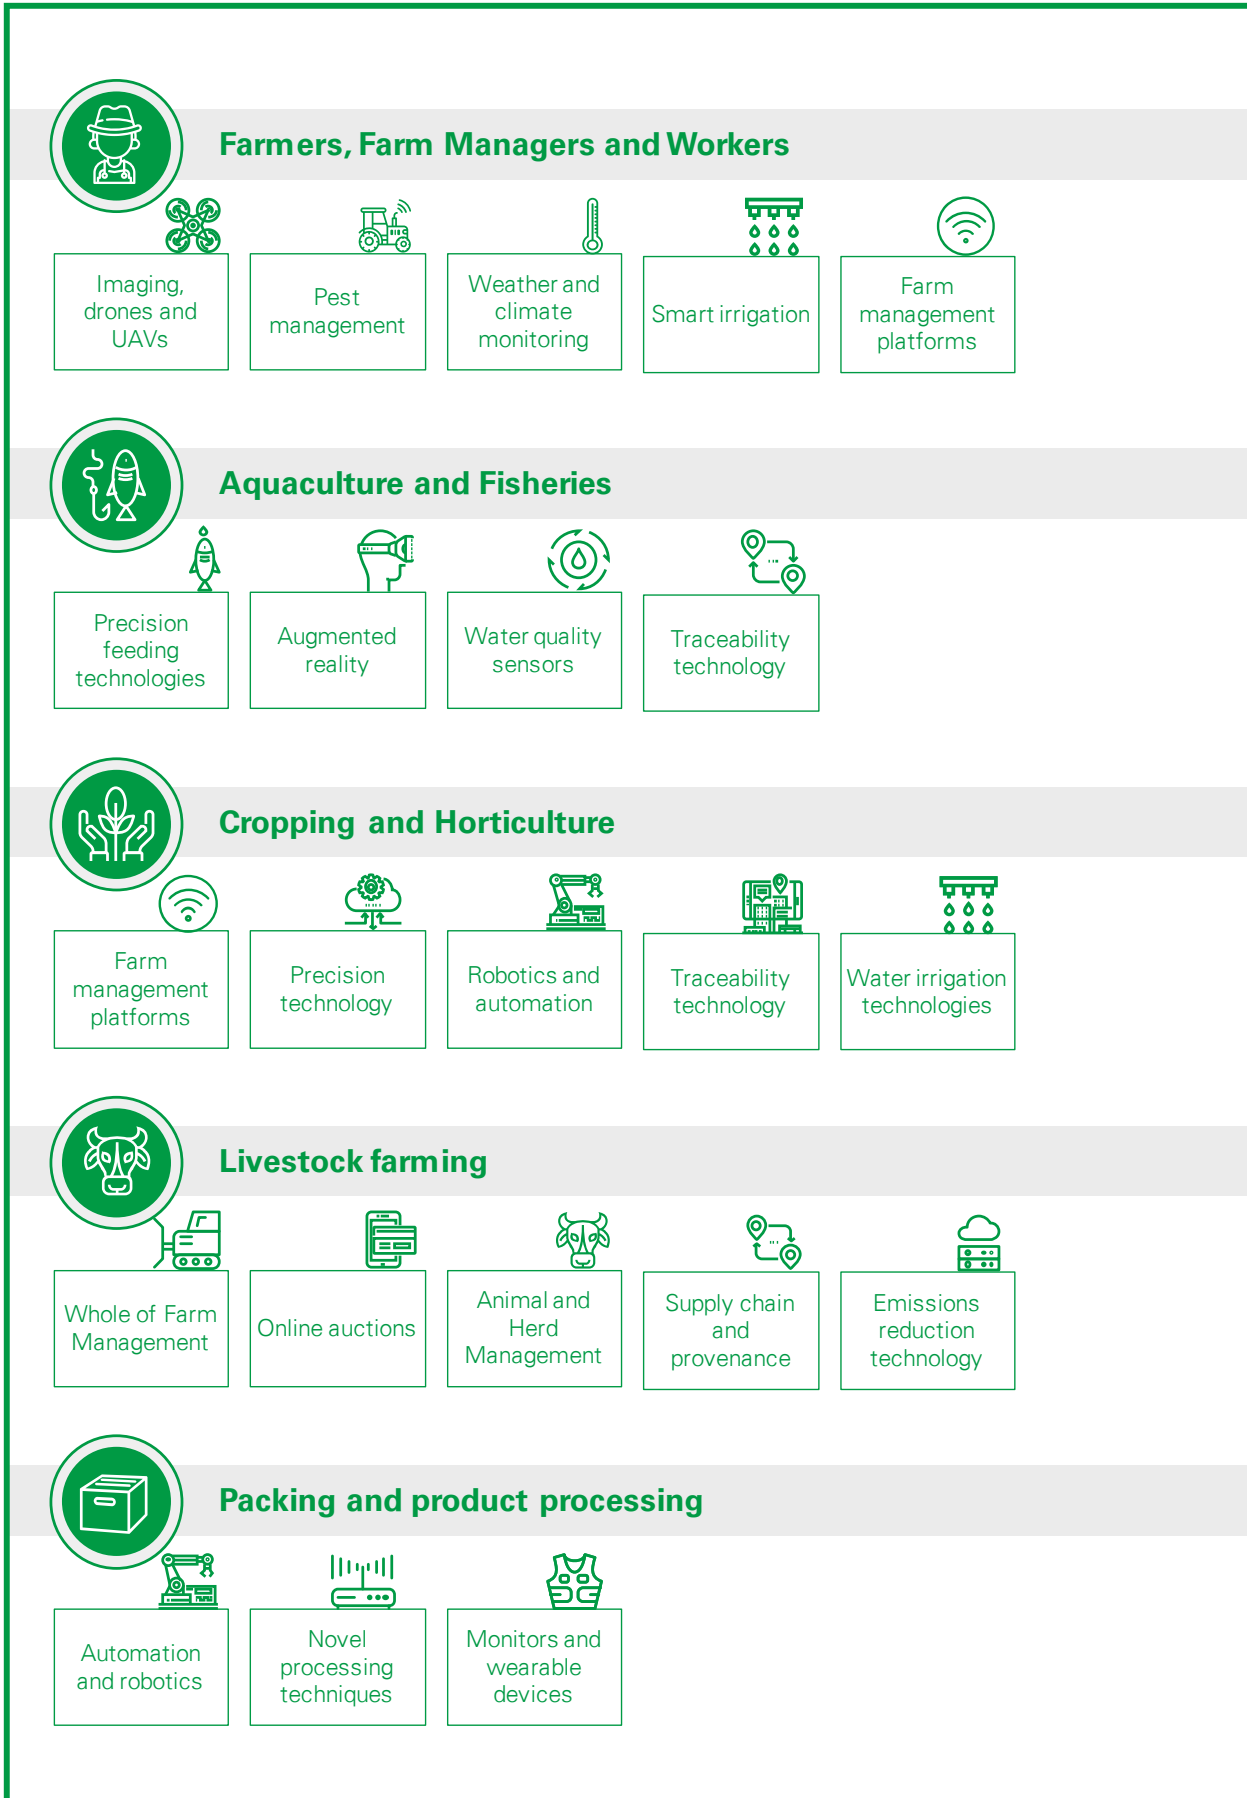 Farmers, Farm Managers and Workers
Imaging,
drones and
UAVs
Pest
management
Weather and
climate
monitoring
Smart irrigation
Farm
management
platforms
Aquaculture and Fisheries
Precision
feeding
technologies
Augmented
reality
Water quality
sensors
Traceability
technology
Cropping and Horticulture
Farm
management
platforms
Precision
technology
Robotics and
automation
Traceability
technology
Water irrigation
technologies
Livestock farming
Whole of Farm
Management
Online auctions
Animal and
Herd
Management
Supply chain
and
provenance
Emissions
reduction
technology
Packing and product processing
Automation
and robotics
Novel
processing
techniques
Monitors and
wearable
devices